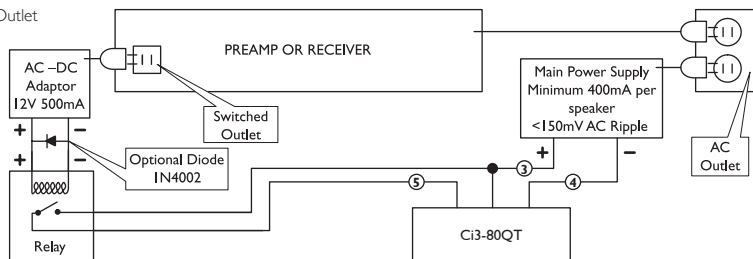 Outlet
PREAMP OR RECEIVER
AC –DC
Adaptor
12V 500mA
Switched
Outlet
Main Power Supply
Minimum 400mA per
speaker
<150mV AC Ripple
AC
Outlet
+ –
+ –
Optional Diode
1N4002
+ –
3
5
4
Relay
Ci3-80QT